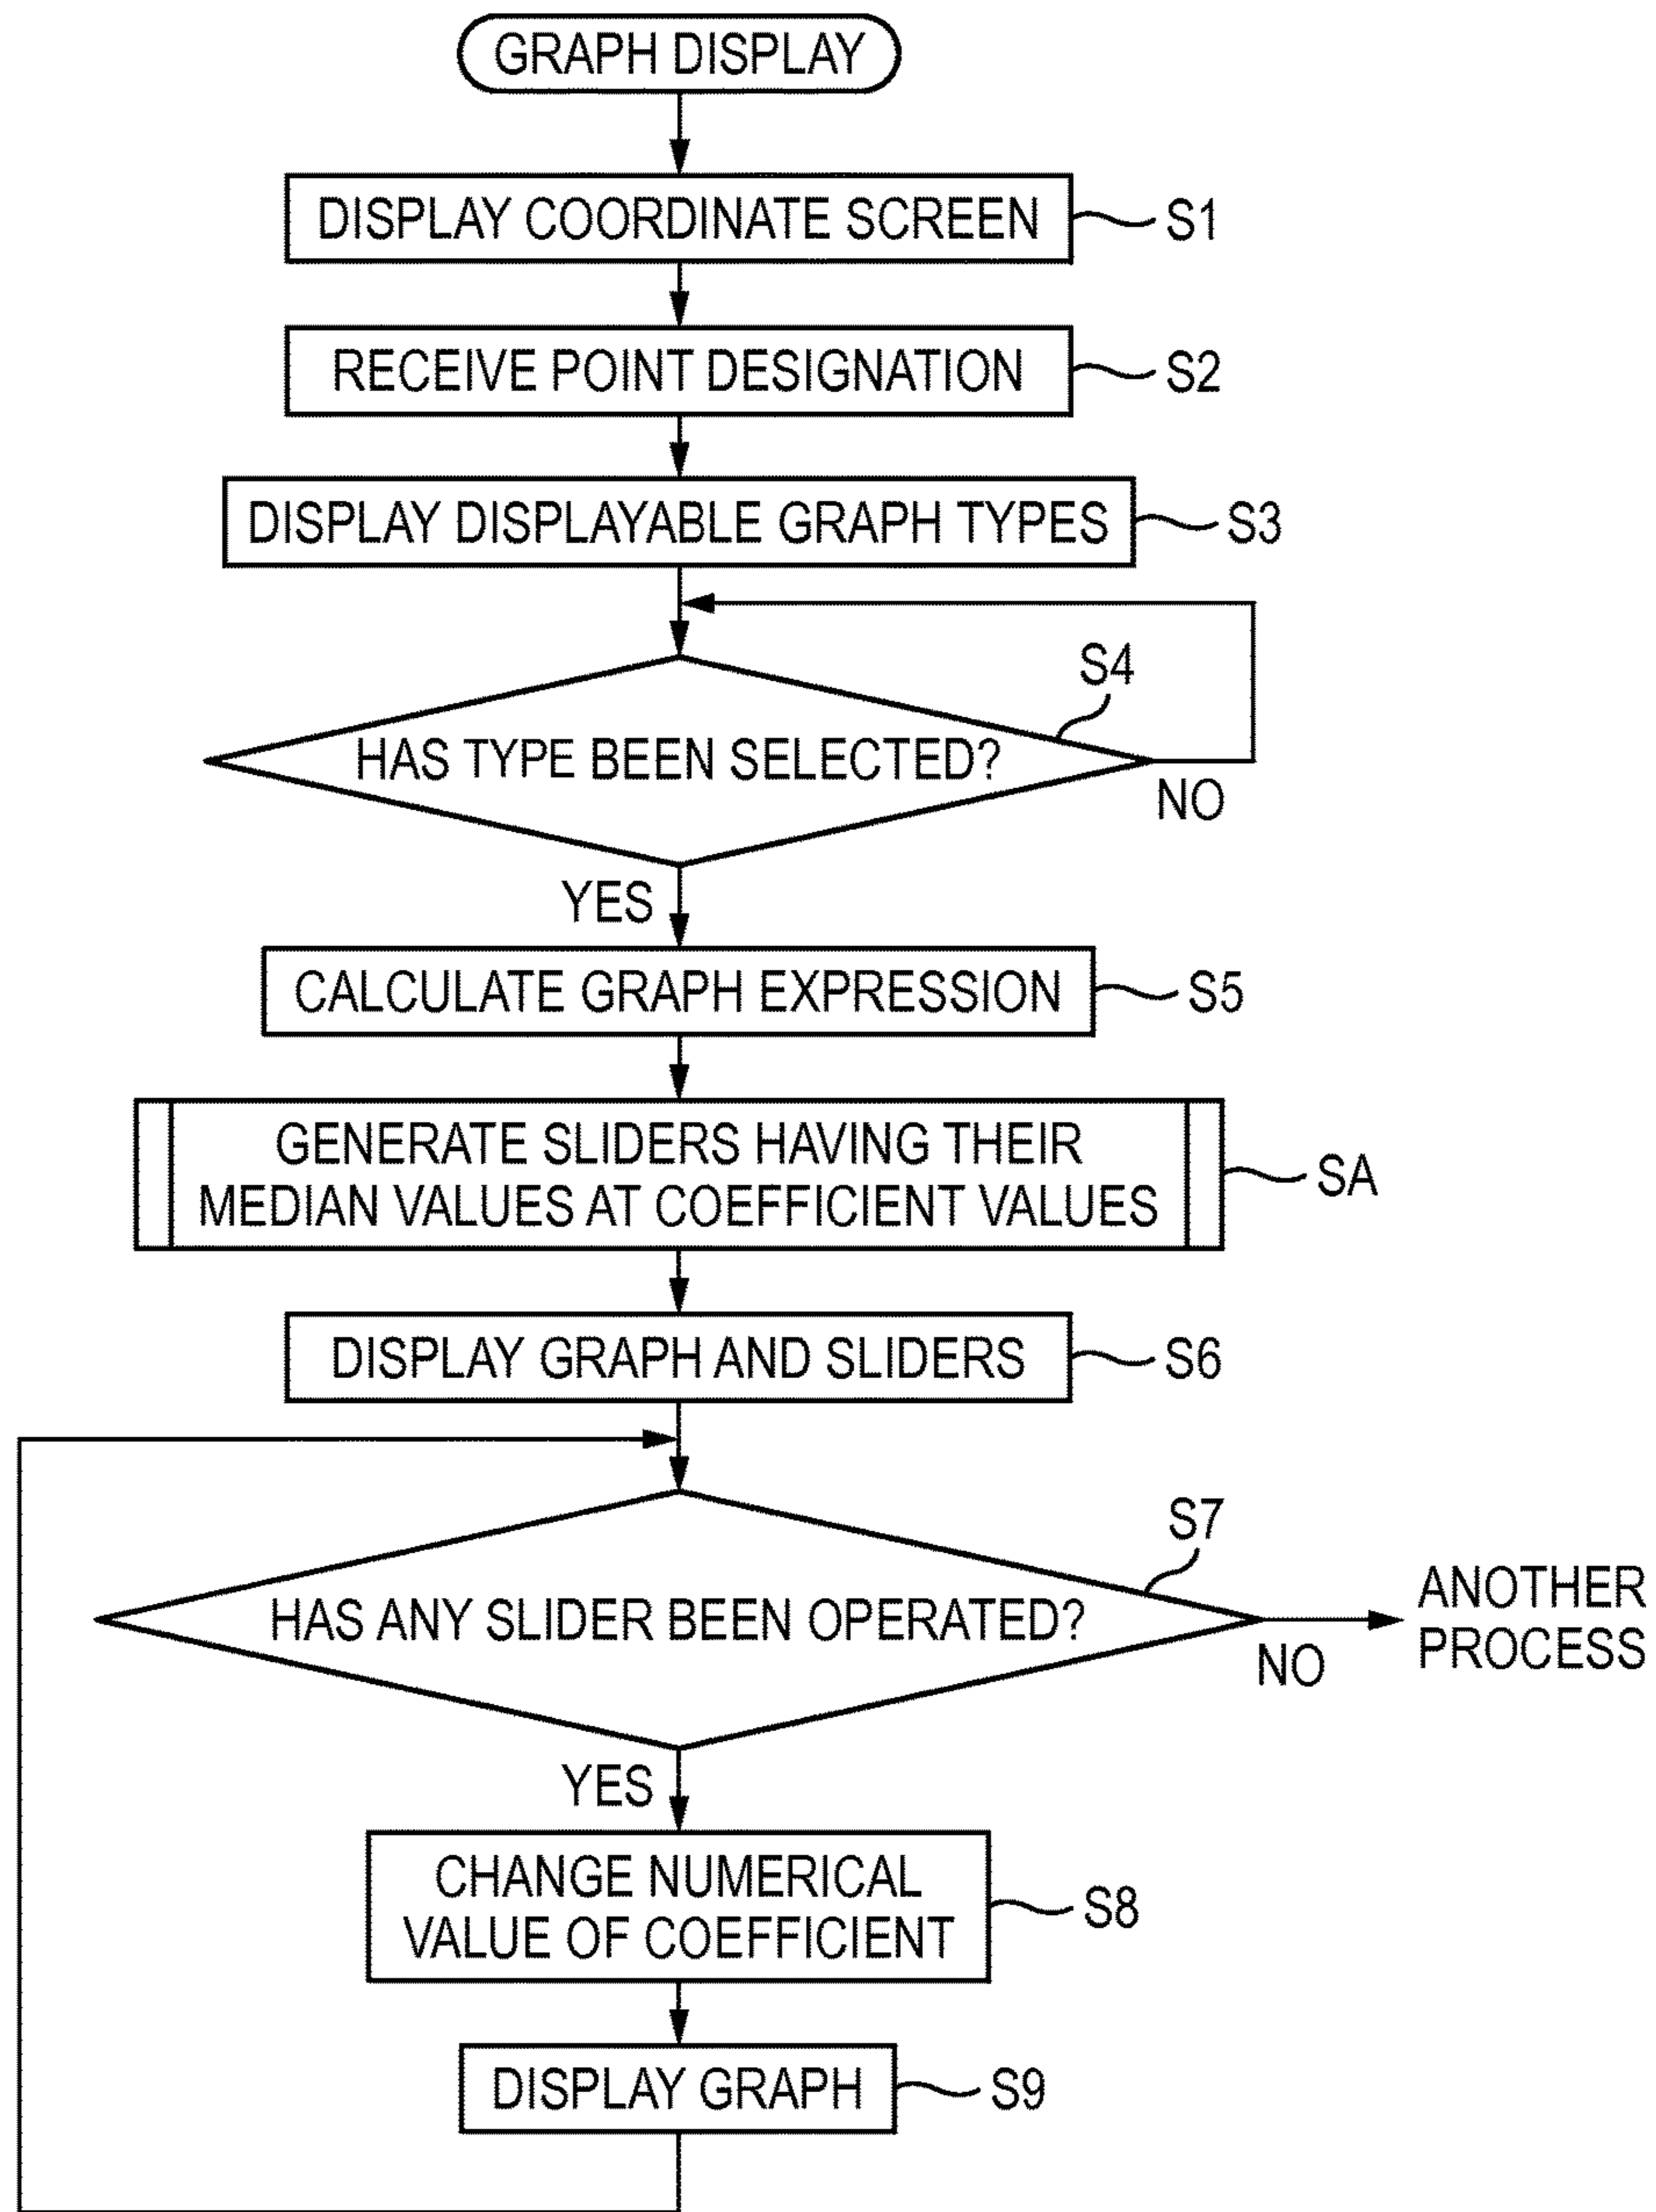 GRAPH DISPLAY
DISPLAY COORDINATE SCREEN
S1
RECEIVE POINT DESIGNATION
S2
DISPLAY DISPLAYABLE GRAPH TYPES
S3
S4
HAS TYPE BEEN SELECTED?
NO
YES
CALCULATE GRAPH EXPRESSION
S5
GENERATE SLIDERS HAVING THEIR
MEDIAN VALUES AT COEFFICIENT VALUES
SA
DISPLAY GRAPH AND SLIDERS
S6
S7
HAS ANY SLIDER BEEN OPERATED?
NO
ANOTHER
PROCESS
YES
CHANGE NUMERICAL
VALUE OF COEFFICIENT
S8
DISPLAY GRAPH
S9